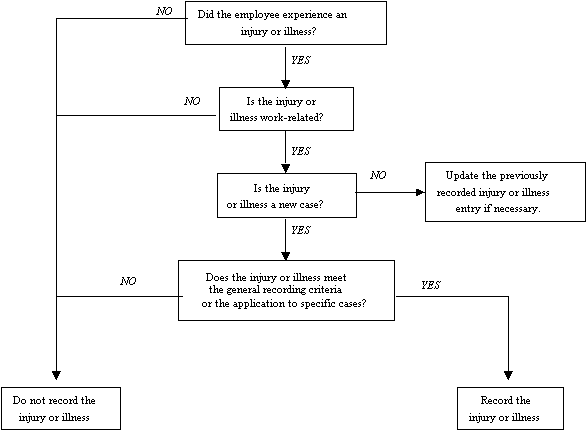 NO
Did the employee experience an
injury or illness?
YES
NO
Is the injury or
illness work-related?
YES
NO
Is the injury
or illness a new case?
Update the previously
recorded injury or illness
entry if necessary.
YES
NO
Does the injury or illness meet
the general recording criteria
or the application to specific cases?
YES
Do not record the
injury or illness
Record the
injury or illness